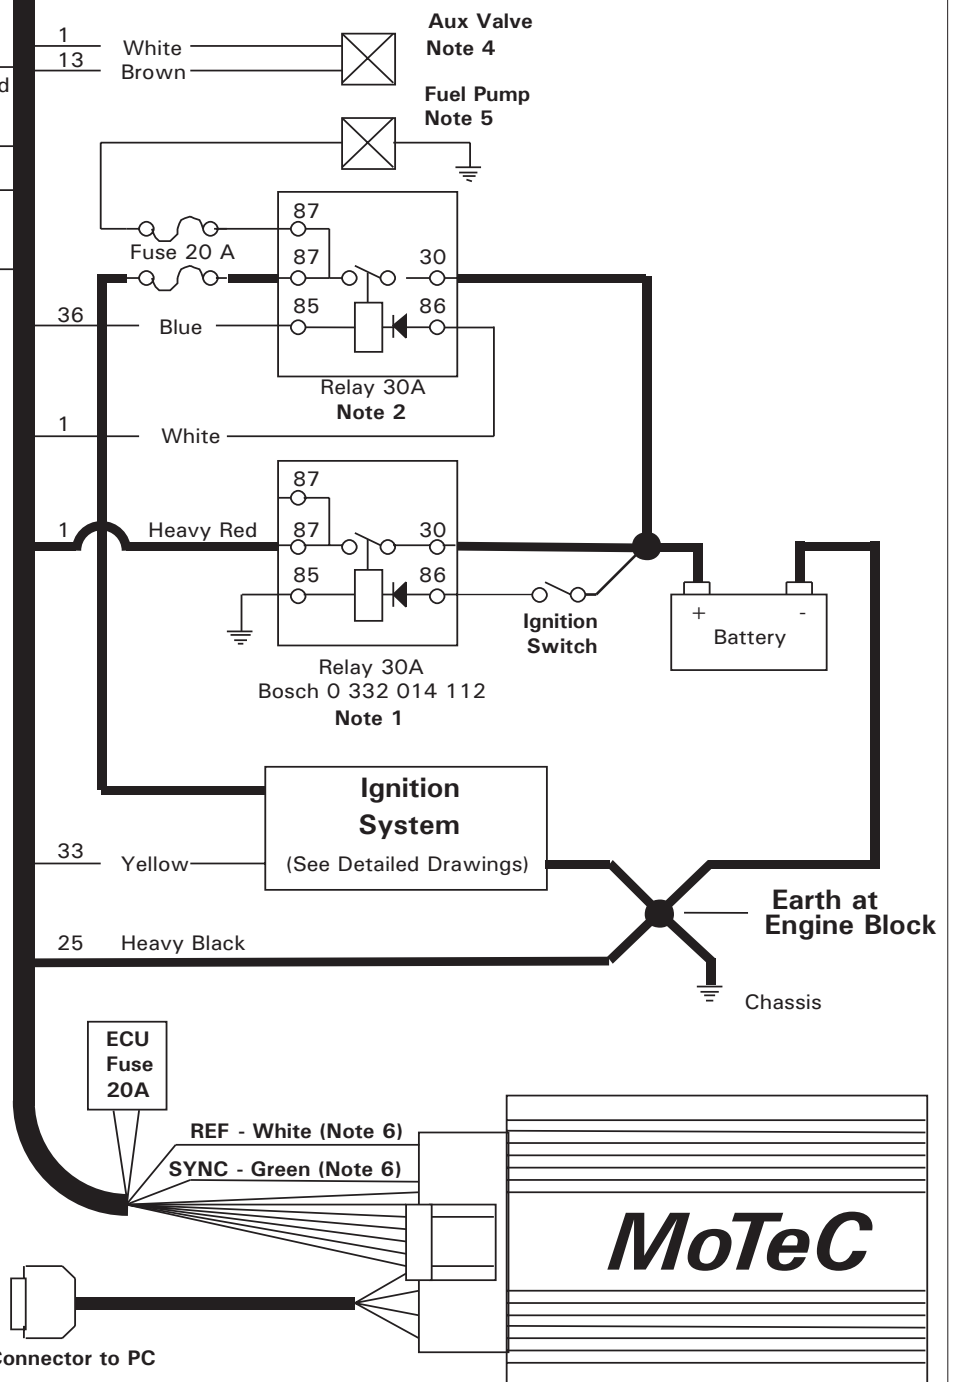 Aux Valve
Note 4
1
White
13
Brown
d
Fuel Pump
Note 5
87
Fuse 20 A
87
30
36
Blue
85
86
Relay 30A
Note 2
1
White
87
1
Heavy Red
87
30
85
86
Ignition
Switch
+
-
Battery
Relay 30A
Bosch 0 332 014 112
Note 1
Ignition
System
(See Detailed Drawings)
33
Yellow
Earth at
Engine Block
25
Heavy Black
Chassis
ECU
Fuse
20A
REF - White (Note 6)
SYNC - Green (Note 6)
MoTeC
onnector to PC